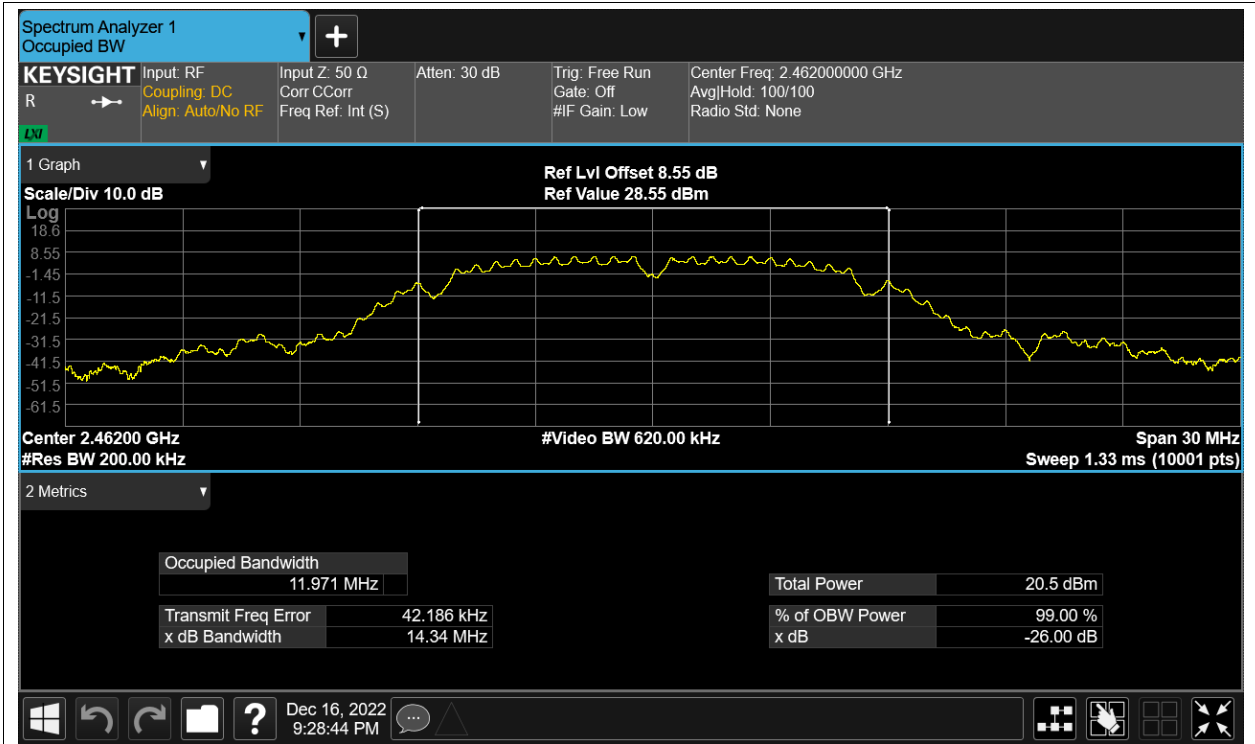 Spectrum Analyzer 1
Occupied BW
KEYSIGHT
R
LXI
Input: RF
Coupling: DC
Align: Auto/No RF
Input Z: 50 Ω
Corr CCorr
Freq Ref: Int (S)
Atten: 30 dB
Trig: Free Run
Gate: Off
#IF Gain: Low
Center Freq: 2.462000000 GHz
Avg|Hold: 100/100
Radio Std: None
1 Graph
Scale/Div 10.0 dB
Ref Lvl Offset 8.55 dB
Ref Value 28.55 dBm
Log
18.6
8.55
-1.45
-11.5
-21.5
-31.5
-41.5
-51.5
-61.5
Center 2.46200 GHz
#Res BW 200.00 kHz
#Video BW 620.00 kHz
Span 30 MHz
Sweep 1.33 ms (10001 pts)
2 Metrics
Occupied Bandwidth
11.971 MHz
Transmit Freq Error 42.186 kHz
x dB Bandwidth 14.34 MHz
Total Power 20.5 dBm
% of OBW Power 99.00 %
x dB -26.00 dB
?
Dec 16, 2022
9:28:44 PM